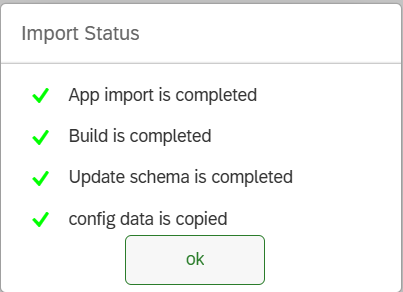 Import Status
App import is completed
Build is completed
Update schema is completed
config data is copied
ok